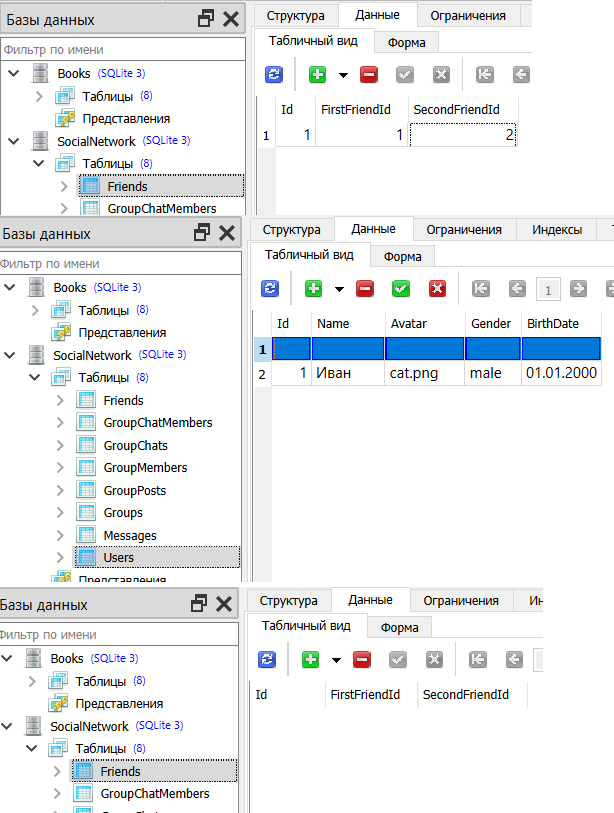 Базы данных
Структура Данные Ограничения
Табличный вид Форма
Фильтр по имени
Books (SQLite 3)
Таблицы (8)
Представления
SocialNetwork (SQLite 3)
Таблицы (8)
Friends
GroupChatMembers
Id FirstFriendId SecondFriendId
1 1 1 2
Базы данных
Структура Данные Ограничения Индексы
Табличный вид Форма
Фильтр по имени
Books (SQLite 3)
Таблицы (8)
Представления
SocialNetwork (SQLite 3)
Таблицы (8)
Friends
GroupChatMembers
GroupChats
GroupMembers
GroupPosts
Groups
Messages
Users
Представления
1
Id Name Avatar Gender BirthDate
1
2 1 Иван cat.png male 01.01.2000
Базы данных
Структура Данные Ограничения Ин
Табличный вид Форма
Фильтр по имени
Books (SQLite 3)
Таблицы (8)
Представления
SocialNetwork (SQLite 3)
Таблицы (8)
Friends
GroupChatMembers
Id FirstFriendId SecondFriendId